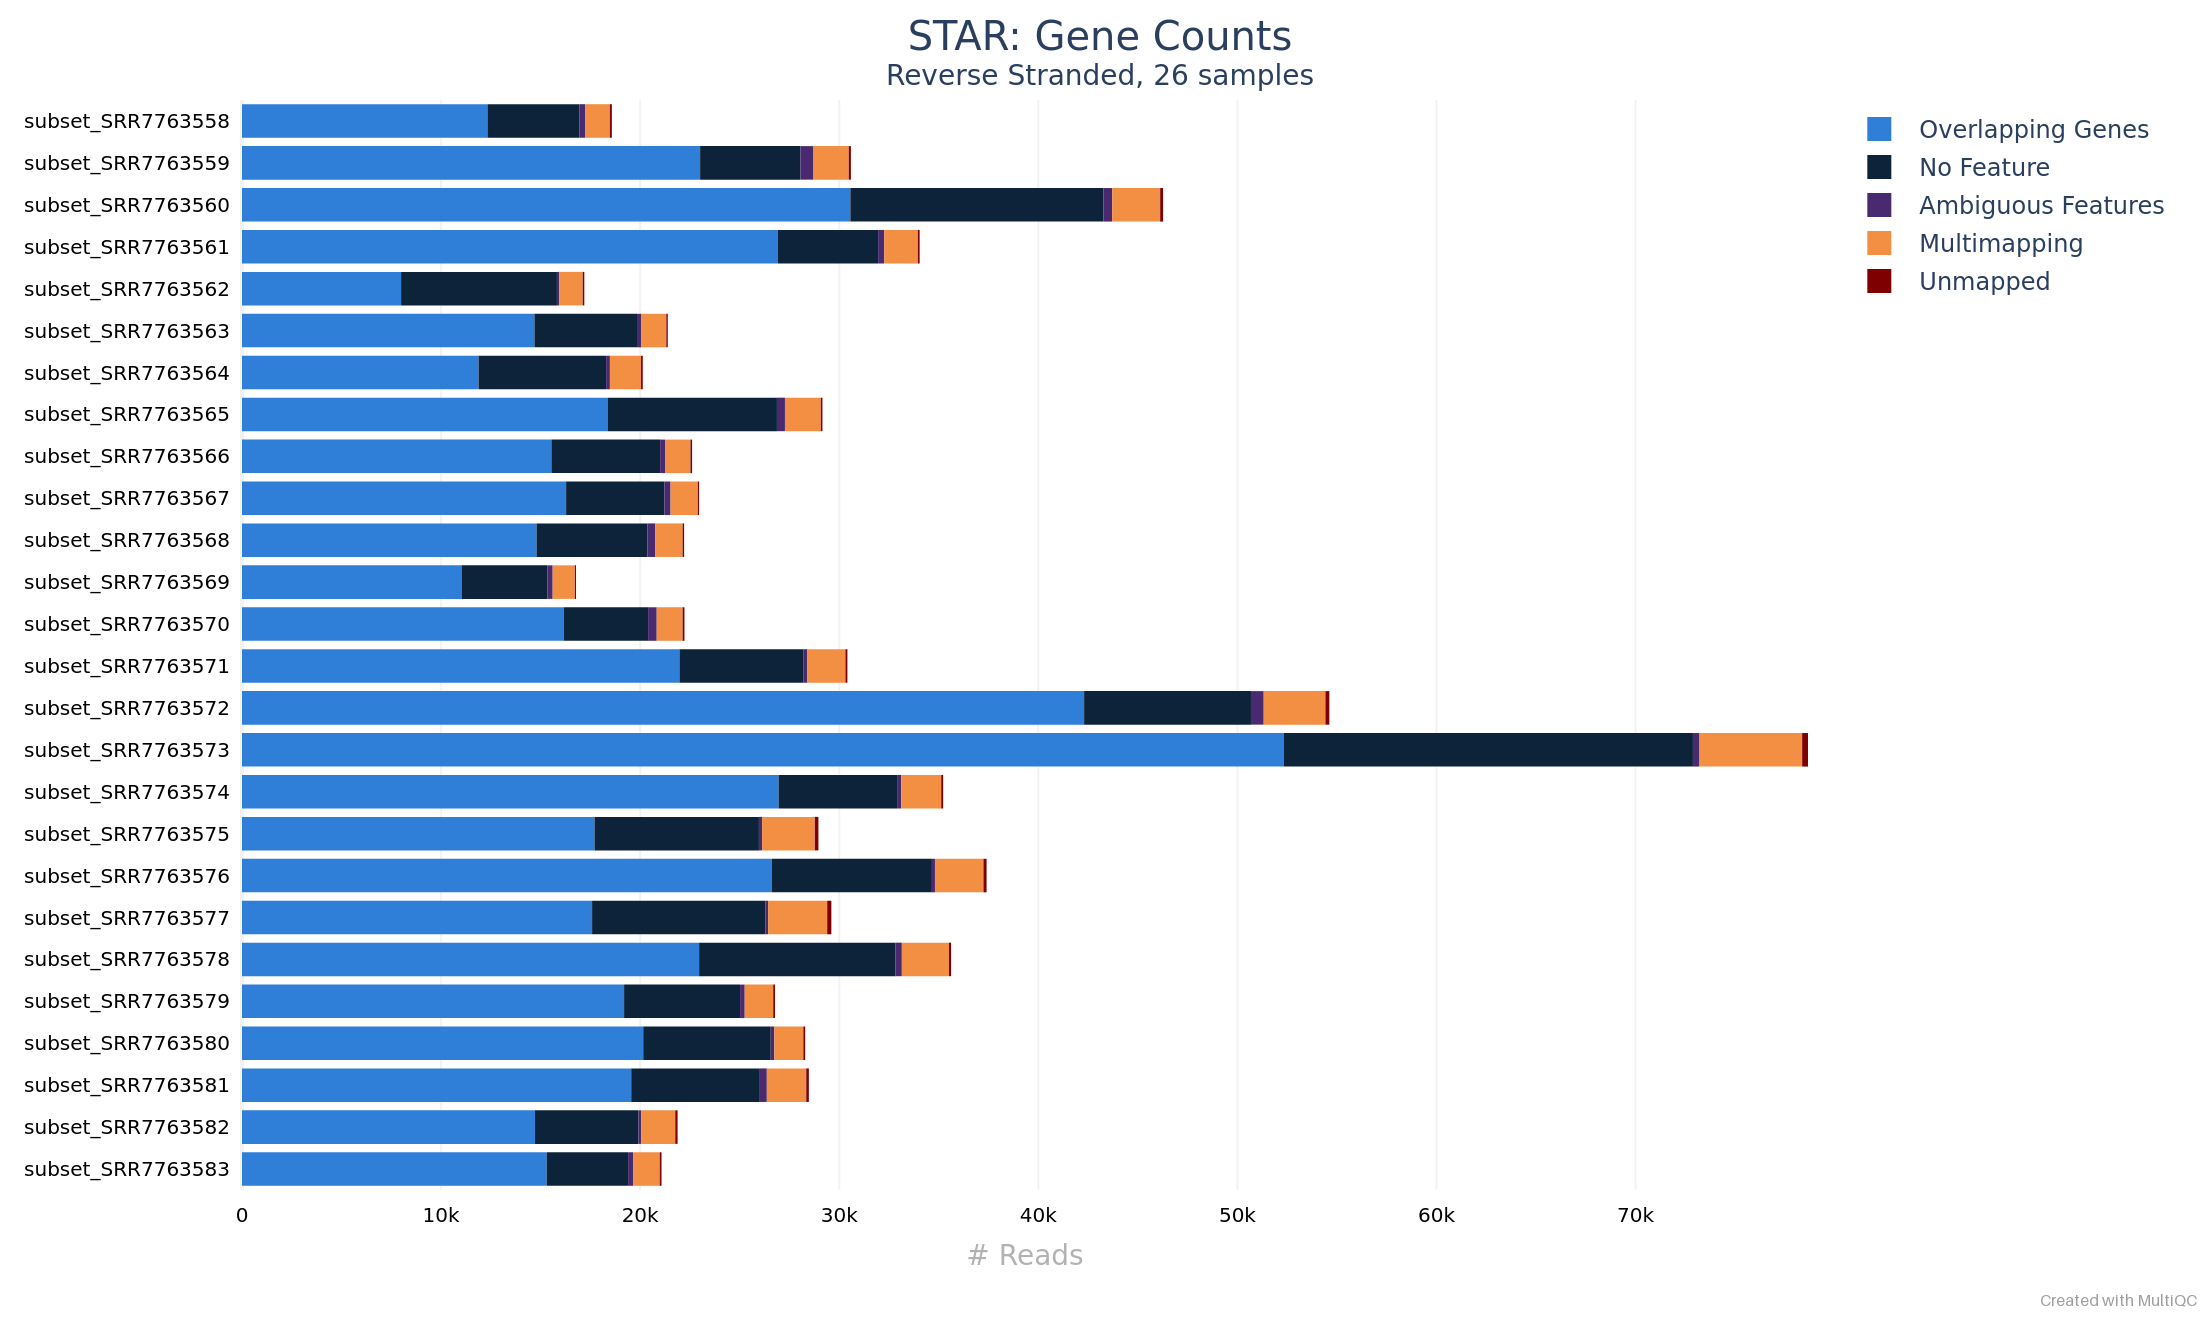 STAR: Gene Counts
Reverse Stranded, 26 samples
subset_SRR7763558
subset_SRR7763559
subset_SRR7763560
subset_SRR7763561
subset_SRR7763562
subset_SRR7763563
subset_SRR7763564
subset_SRR7763565
subset_SRR7763566
subset_SRR7763567
subset_SRR7763568
subset_SRR7763569
subset_SRR7763570
subset_SRR7763571
subset_SRR7763572
subset_SRR7763573
subset_SRR7763574
subset_SRR7763575
subset_SRR7763576
subset_SRR7763577
subset_SRR7763578
subset_SRR7763579
subset_SRR7763580
subset_SRR7763581
subset_SRR7763582
subset_SRR7763583
Overlapping Genes
No Feature
Ambiguous Features
Multimapping
Unmapped
0 10k 20k 30k 40k 50k 60k 70k
# Reads
Created with MultiQC